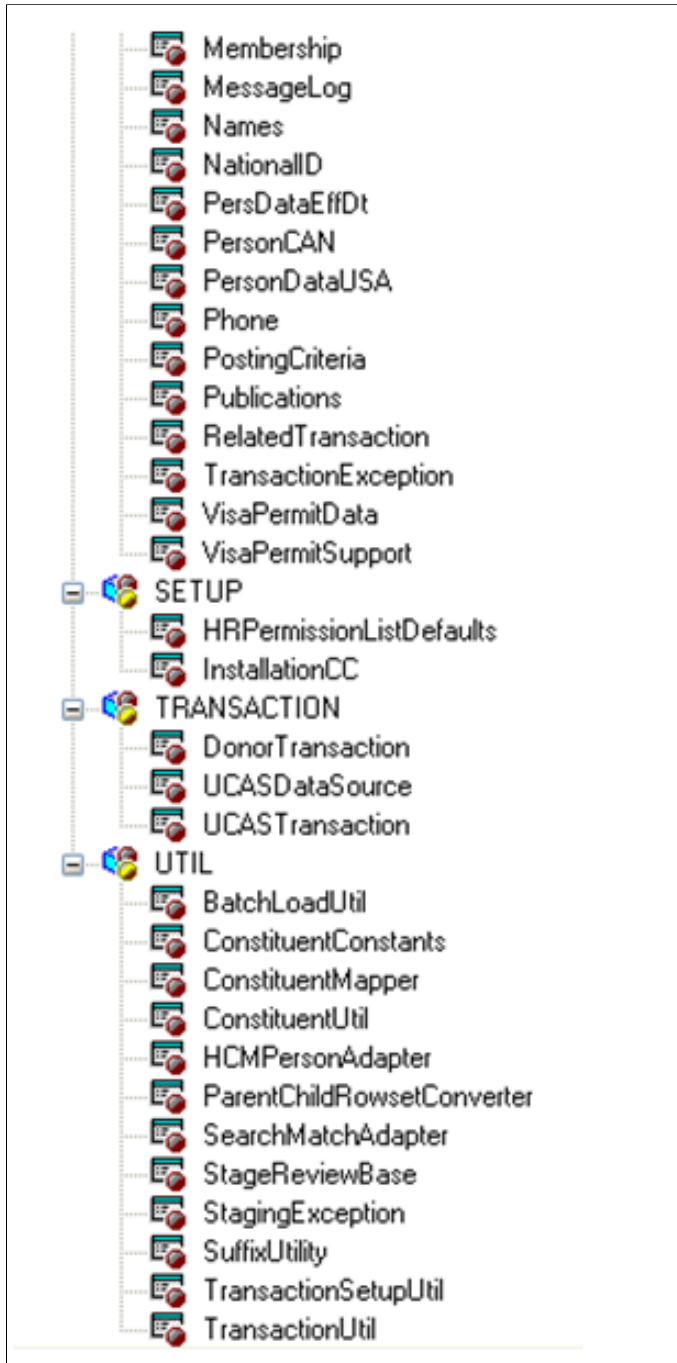 Membership
MessageLog
Names
NationalID
PersDataEffDt
PersonCAN
PersonDataUSA
Phone
PostingCriteria
Publications
RelatedTransaction
TransactionException
VisaPermitData
VisaPermitSupport
SETUP
HRPermissionListDefaults
InstallationCC
TRANSACTION
DonorTransaction
UCASDataSource
UCASTransaction
UTIL
BatchLoadUtil
ConstituentConstants
ConstituentMapper
ConstituentUtil
HCMPersonAdapter
ParentChildRowsetConverter
SearchMatchAdapter
StageReviewBase
StagingException
SuffixUtility
TransactionSetupUtil
TransactionUtil